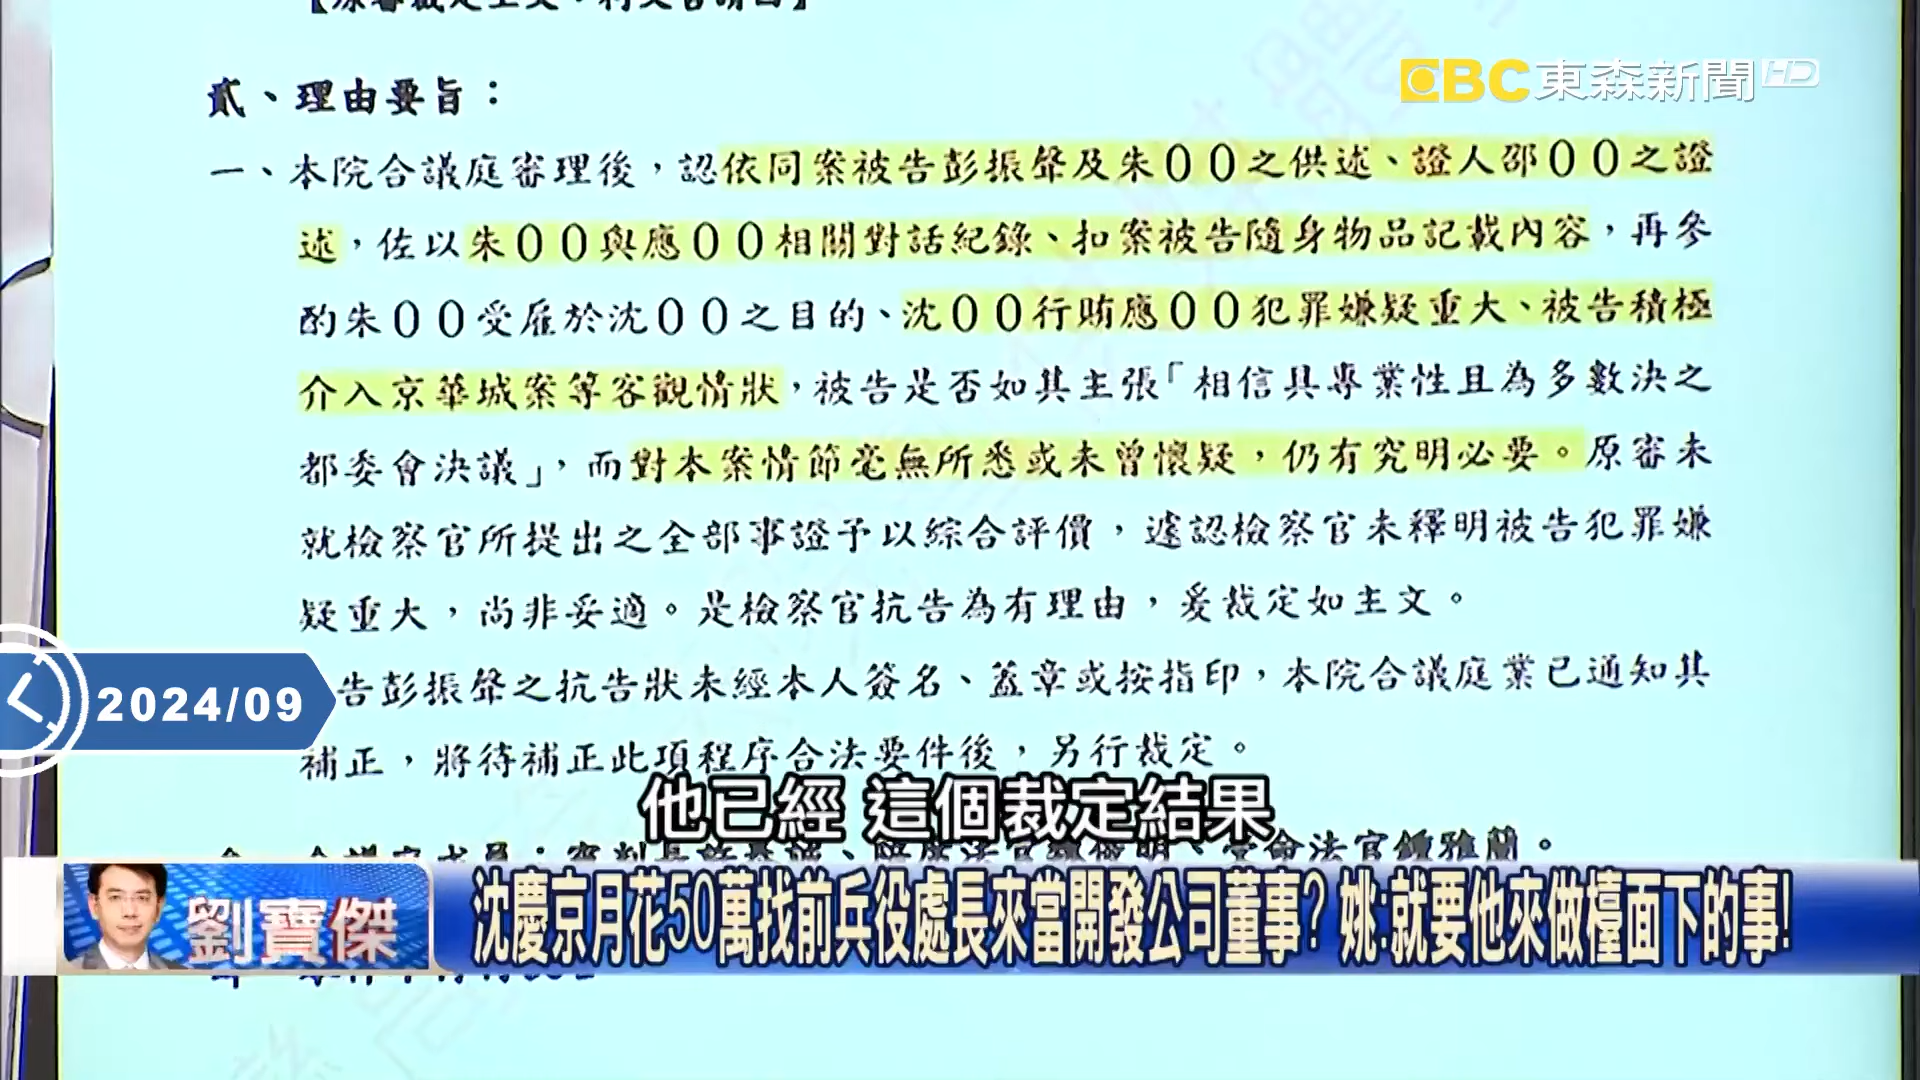 EBC 東森新聞 HD
貳、理由要旨：
一、本院合議庭審理後，認依同案被告彭振聲及朱００之供述、證人邵００之證
述，佐以朱００與應００相關對話紀錄、扣案被告隨身物品記載內容，再參
酌朱００受雇於沈００之目的、沈００行賄應００犯罪嫌疑重大、被告積極
介入京華城案等客觀情狀，被告是否如其主張「相信具專業性且為多數決之
都委會決議」，而對本案情節毫無所悉或未曾懷疑，仍有究明必要。原審未
就檢察官所提出之全部事證予以綜合評價，遽認檢察官未釋明被告犯罪嫌
疑重大，尚非妥適。是檢察官抗告為有理由，爰裁定如主文。
告彭振聲之抗告狀未經本人簽名、蓋章或按指印，本院合議庭業已通知其
補正，將待補正此項程序合法要件後，另行裁定。
2024/09
他已經 這個裁定結果
劉寶傑
沈慶京月花50萬找前兵役處長來當開發公司董事? 姚:就要他來做檯面下的事!